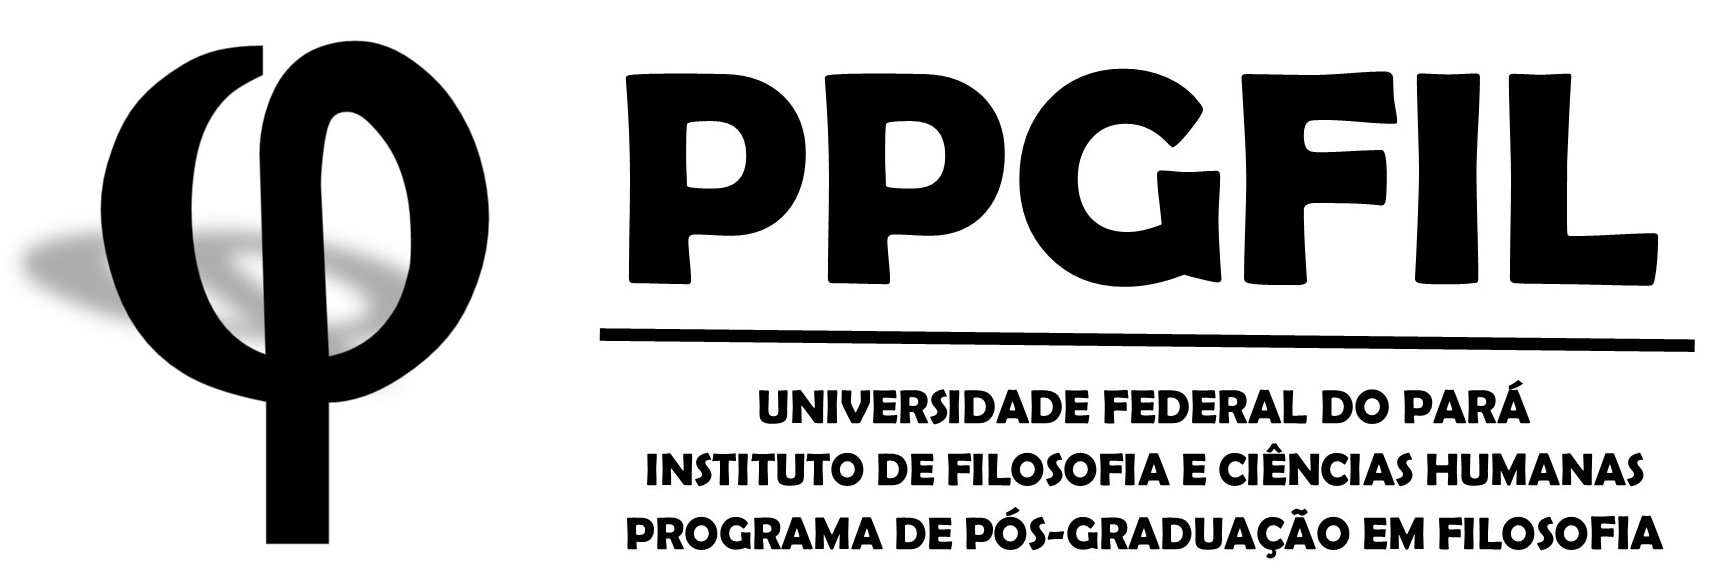 φ
PPGFIL
UNIVERSIDADE FEDERAL DO PARÁ
INSTITUTO DE FILOSOFIA E CIÊNCIAS HUMANAS
PROGRAMA DE PÓS-GRADUAÇÃO EM FILOSOFIA